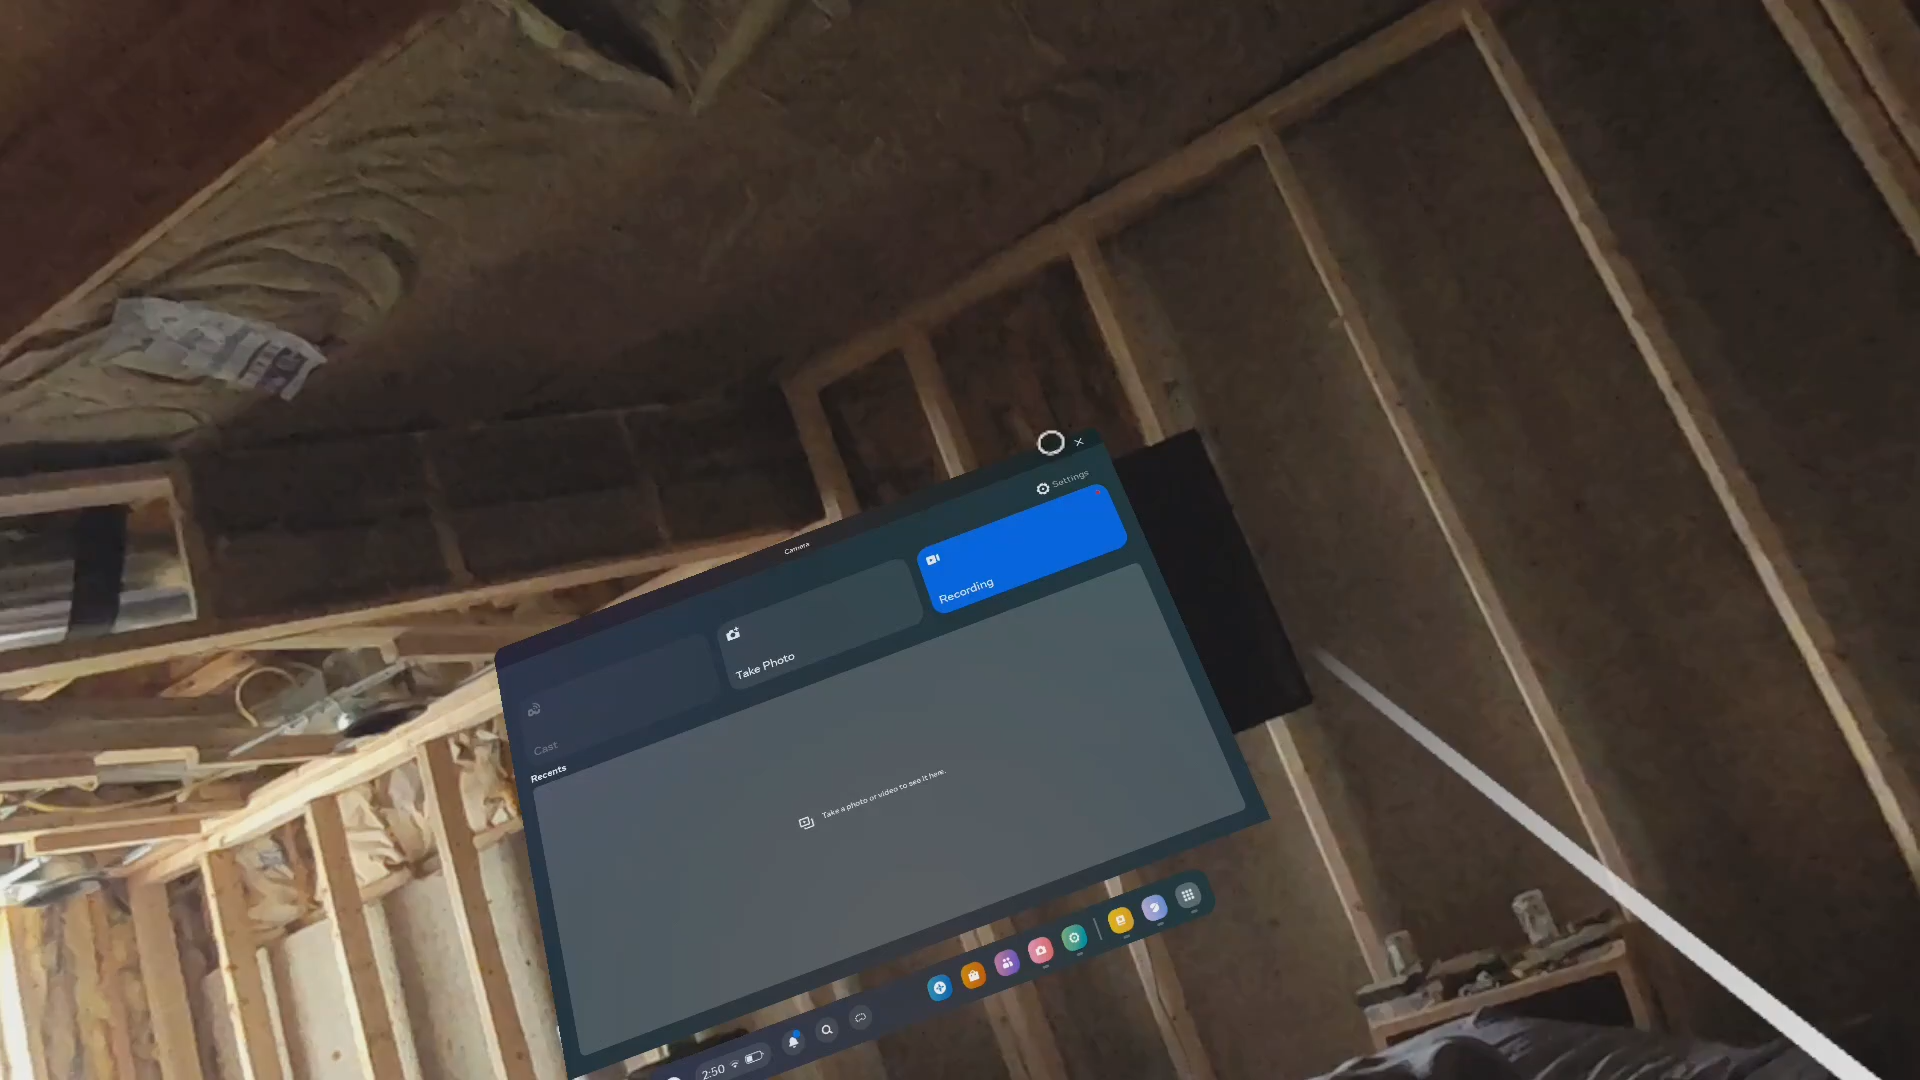 Camera
Settings
Recording
Take Photo
Cast
Recents
Take a photo or video to see it here.
2:50